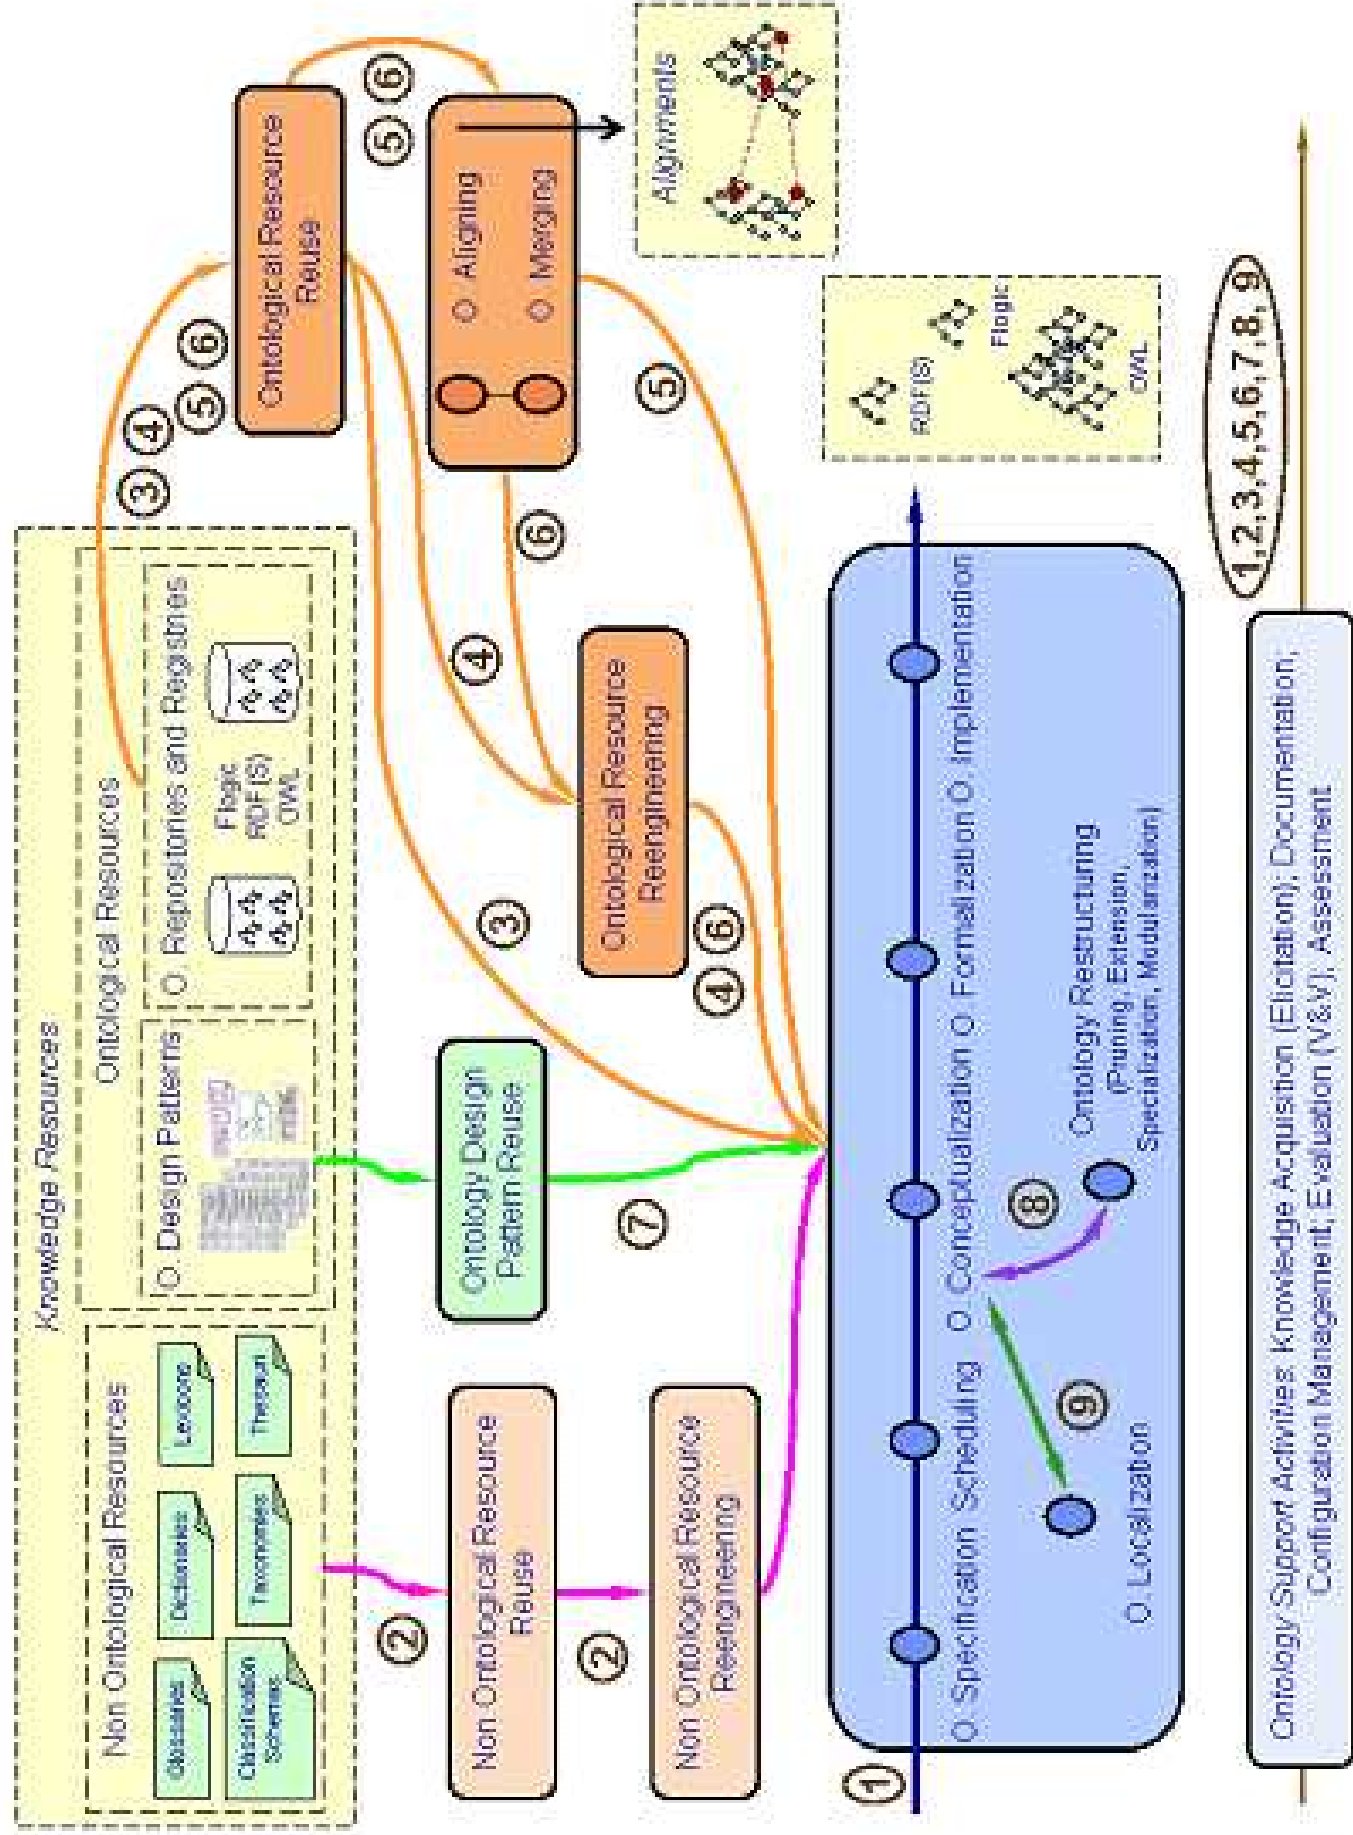 Knowledge Resources
Non Ontological Resources
Glossaries
Dictionaries
Lexicons
Classification
Schemas
Taxonomies
Thesauri
Ontological Resources
O. Design Patterns
O. Repositories and Registries
Flogic
RDF(S)
OWL
2
Non Ontological Resource
Reuse
2
Non Ontological Resource
Reengineering
7
Ontology Design
Pattern Reuse
3
4
5
6
Ontological Resource
Reuse
5
6
O. Aligning
O. Merging
Alignments
3
4
6
5
Ontological Resource
Reengineering
4
6
1
O. Specification
Scheduling
O. Conceptualization
O. Formalization
O. Implementation
RDF(S)
Flogic
OWL
8
9
O. Localization
Ontology Restructuring
(Pruning, Extension,
Specialization, Modularization)
1,2,3,4,5,6,7,8, 9
Ontology Support Activities: Knowledge Acquisition (Elicitation); Documentation;
Configuration Management; Evaluation (V&V); Assessment